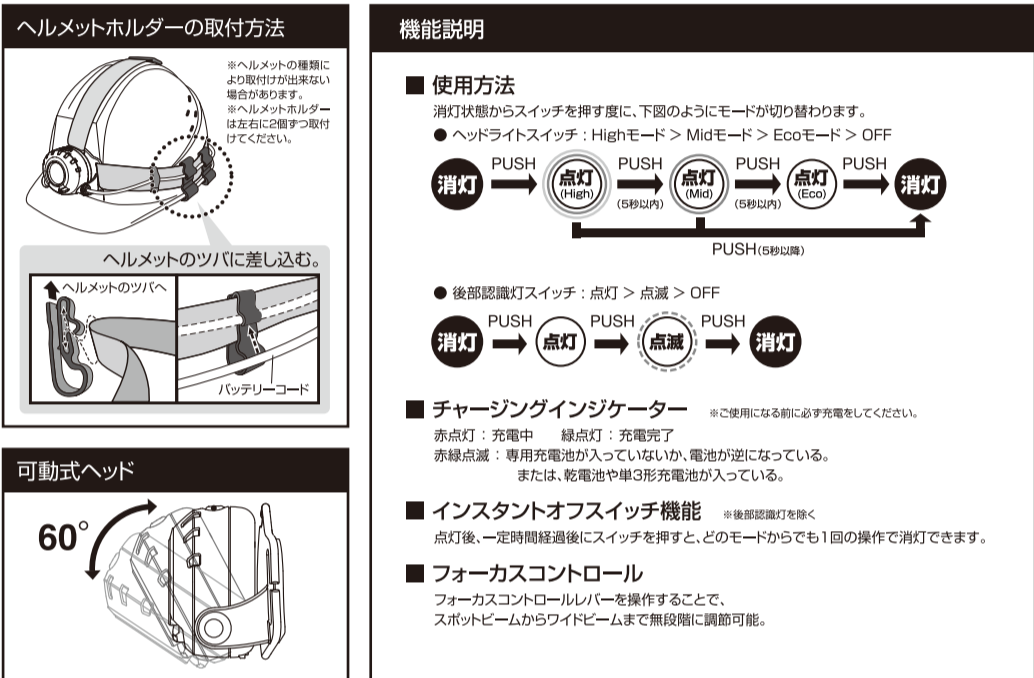 ヘルメットホルダーの取付方法
※ヘルメットの種類に
より取付けが出来ない
場合があります。
※ヘルメットホルダー
は左右に2個ずつ取付
けてください。
ヘルメットのツバに差し込む。
ヘルメットのツバへ
バッテリーコード
可動式ヘッド
60°
機能説明
■ 使用方法
消灯状態からスイッチを押す度に、下図のようにモードが切り替わります。
● ヘッドライトスイッチ：Highモード > Midモード > Ecoモード > OFF
消灯 PUSH 点灯(High) PUSH(5秒以内) 点灯(Mid) PUSH(5秒以内) 点灯(Eco) PUSH 消灯
PUSH(5秒以降)
● 後部認識灯スイッチ：点灯 > 点滅 > OFF
消灯 PUSH 点灯 PUSH 点滅 PUSH 消灯
■ チャージングインジケーター ※ご使用になる前に必ず充電をしてください。
赤点灯：充電中 緑点灯：充電完了
赤緑点滅：専用充電池が入っていないか、電池が逆になっている。
または、乾電池や単3形充電池が入っている。
■ インスタントオフスイッチ機能 ※後部認識灯を除く
点灯後、一定時間経過後にスイッチを押すと、どのモードからでも1回の操作で消灯できます。
■ フォーカスコントロール
フォーカスコントロールレバーを操作することで、
スポットビームからワイドビームまで無段階に調節可能。